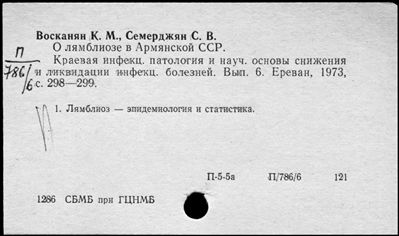 Восканян К. М., Семерджян С. В.
О лямблиозе в Армянской ССР.
П
786/6
Краевая инфекц. патология и науч. основы снижения
и ликвидации инфекц. болезней. Вып. 6. Ереван, 1973,
с. 298—299.
1. Лямблиоз — эпидемиология и статистика.
П-5-5а П/786/6 121
1286 СБМБ при ГЦНМБ